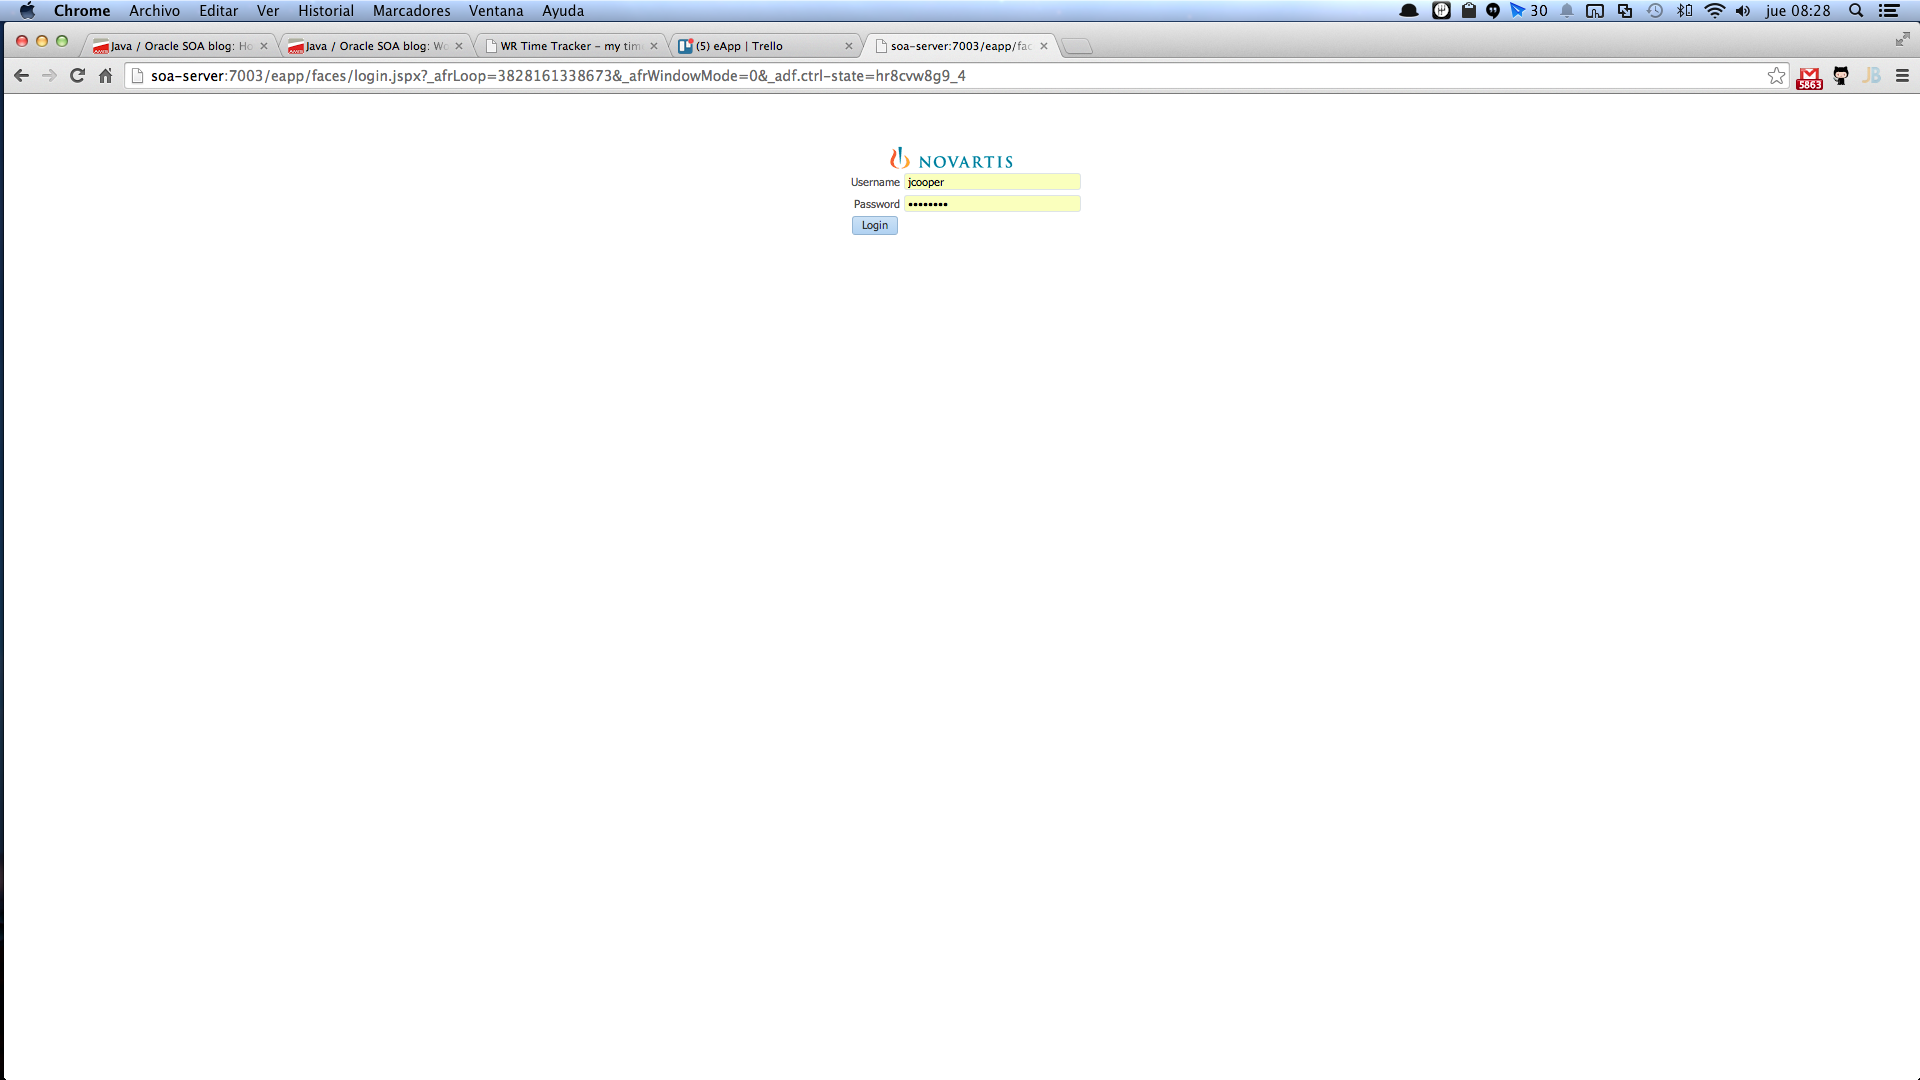 Chrome Archivo Editar Ver Historial Marcadores Ventana Ayuda 30 jue 08:28
Java / Oracle SOA blog: Ho Java / Oracle SOA blog: Wo WR Time Tracker – my tim (5) eApp | Trello soa-server:7003/eapp/fac
soa-server:7003/eapp/faces/login.jspx?_afrLoop=3828161338673&_afrWindowMode=0&_adf.ctrl-state=hr8cvw8g9_4 5863 JB
NOVARTIS
Username jcooper
Password ••••••••
Login